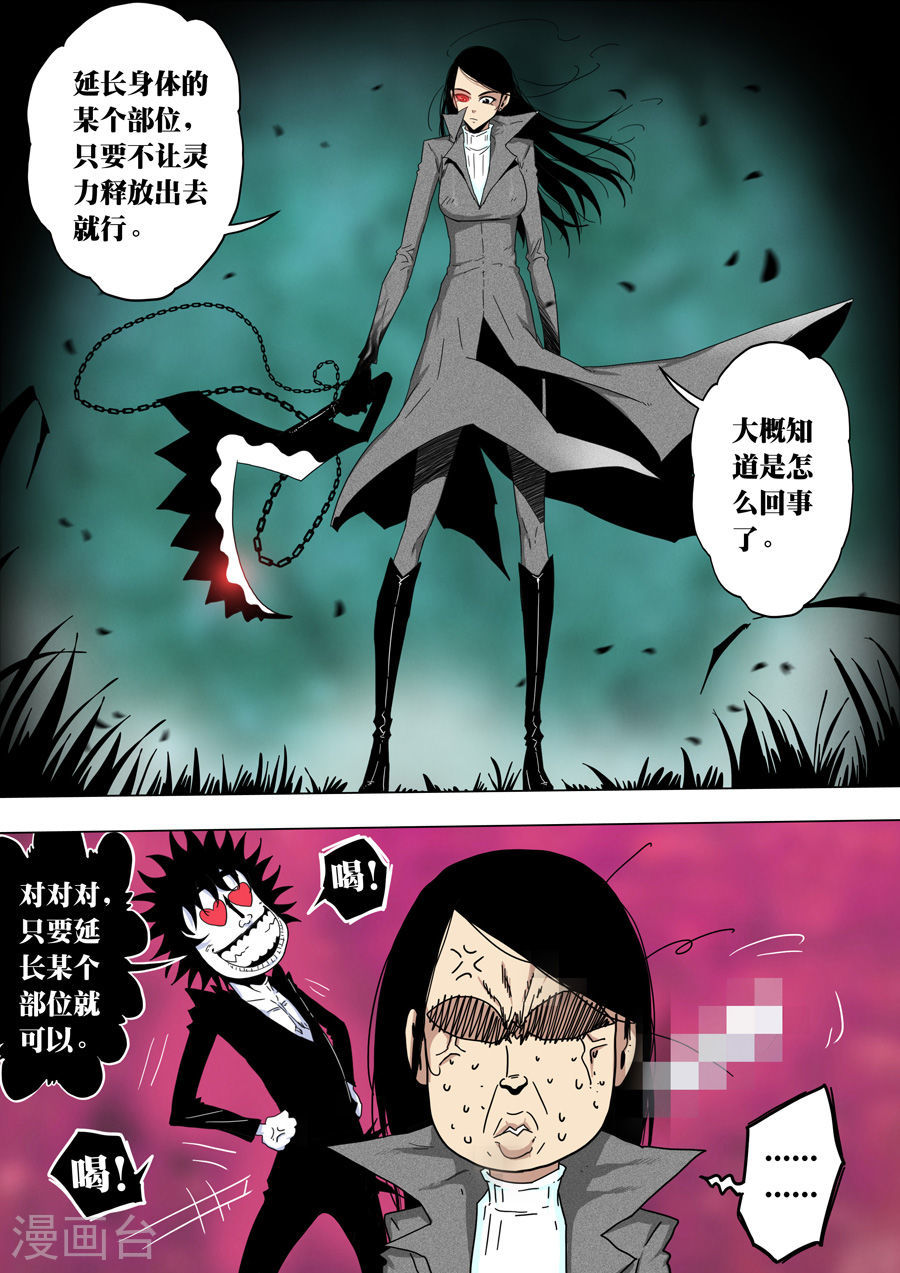 延长身体的
某个部位，
只要不让灵
力释放出去
就行。
大概知
道是怎
么回事
了。
对对对，
只要延
长某个
部位就
可以。
喝！
喝！
……
……
漫画台